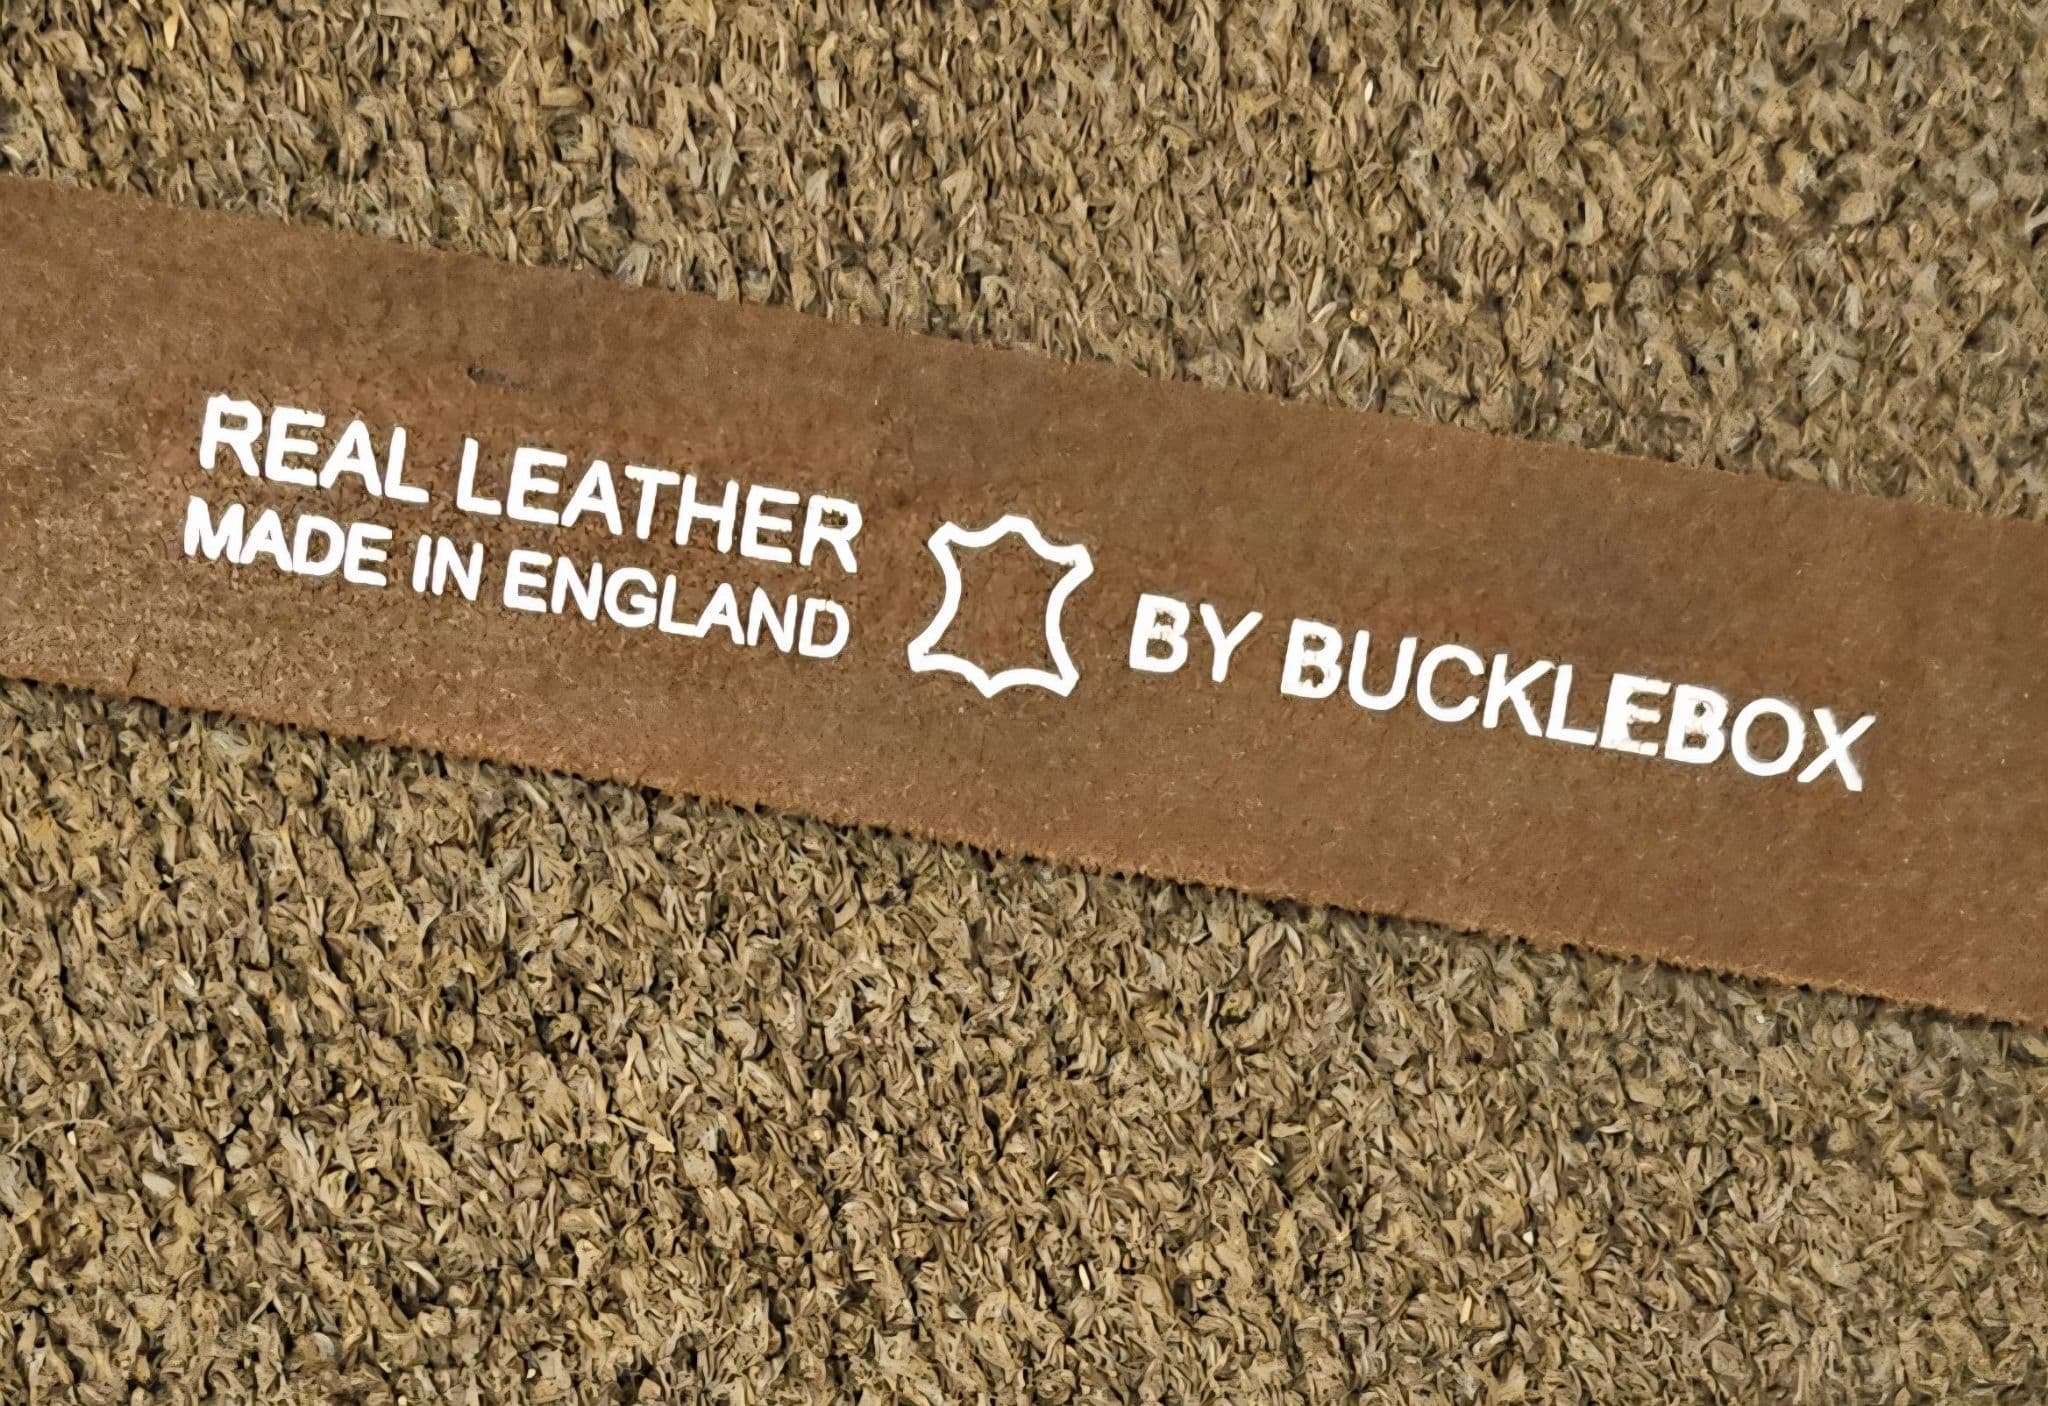 REAL LEATHER
MADE IN ENGLAND
BY BUCKLEBOX